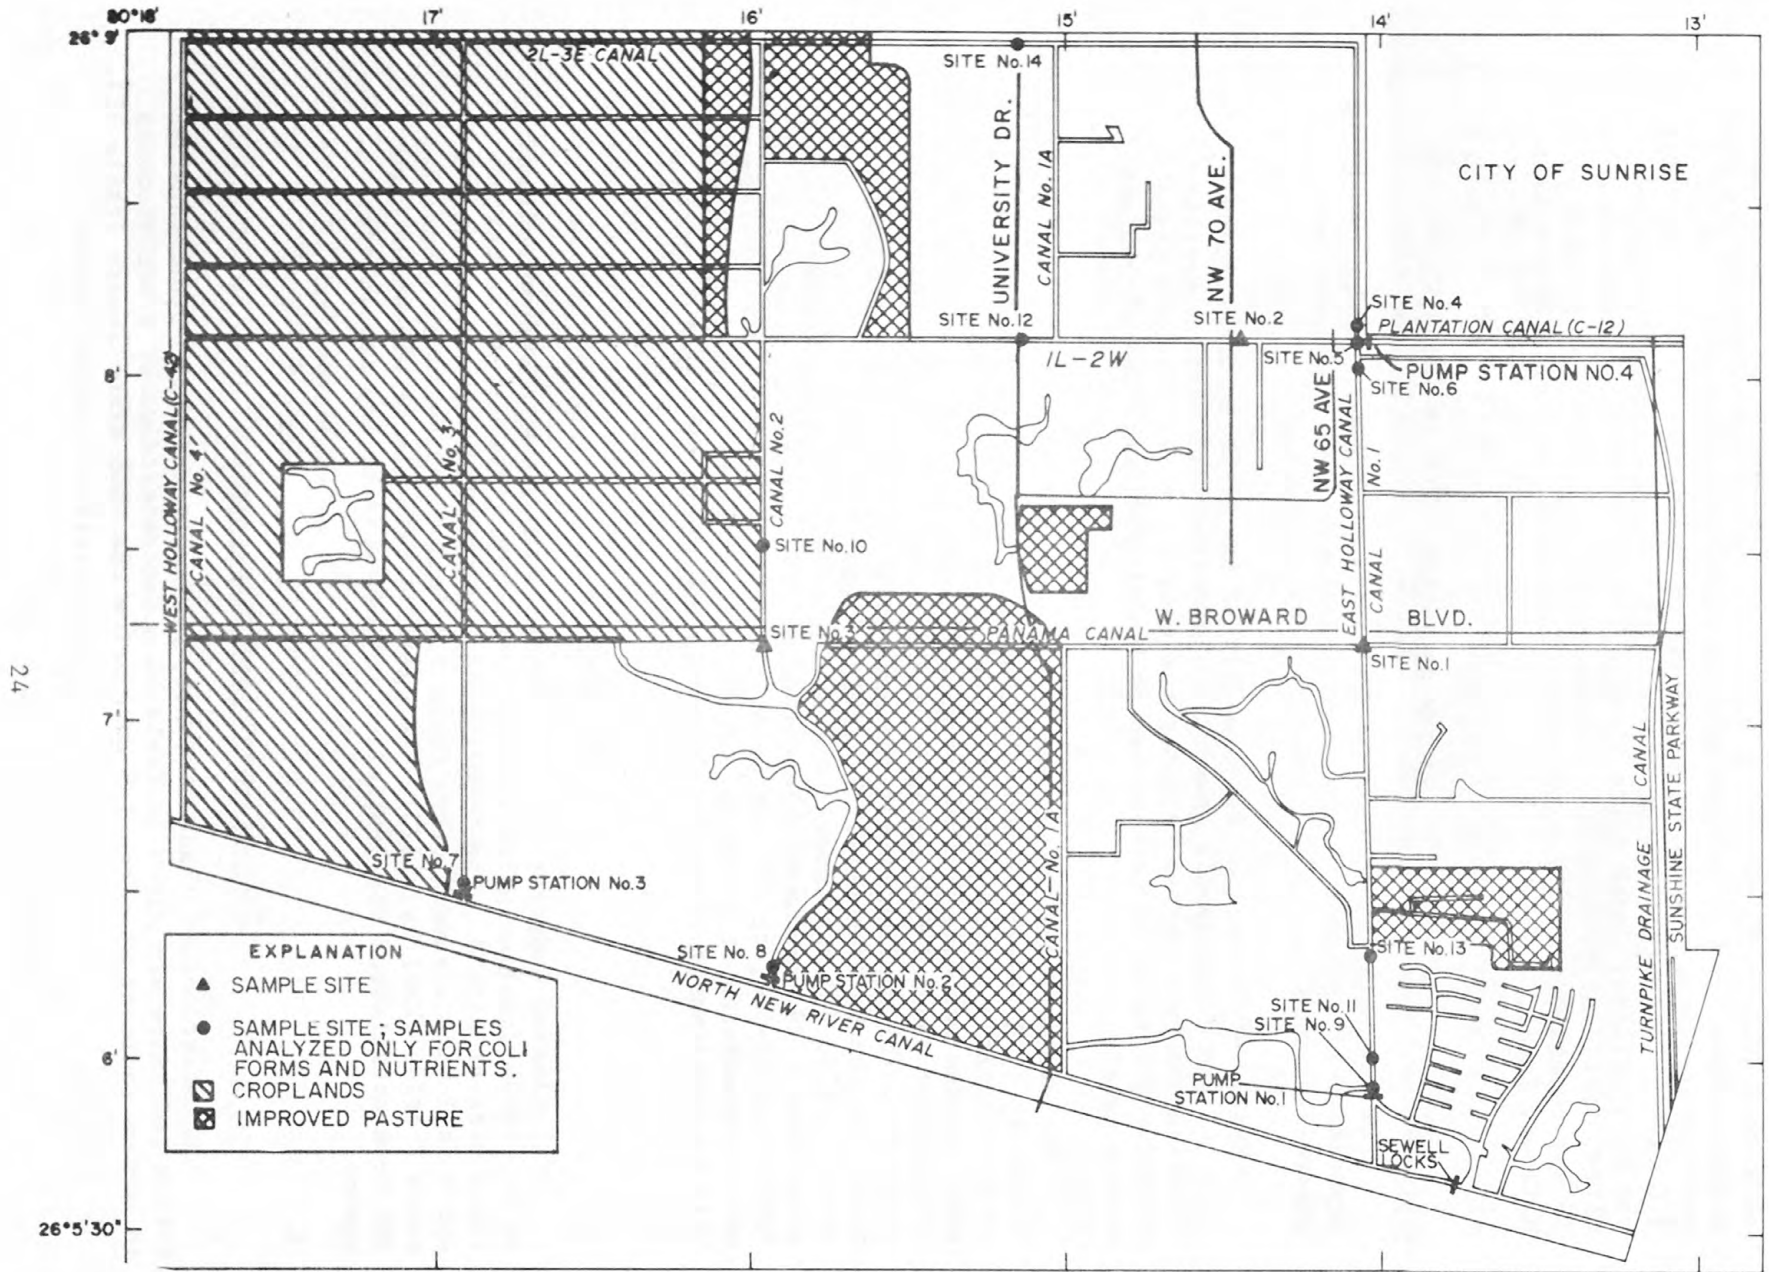 80°18'
17'
16'
15'
14'
13'
26°9'
2L-3E CANAL
SITE No.14
UNIVERSITY DR.
CANAL No. 1A
NW 70 AVE.
CITY OF SUNRISE
SITE No.4
SITE No.12
SITE No.2
PLANTATION CANAL (C-12)
SITE No.5
1L-2W
PUMP STATION NO.4
SITE No.6
8'
WEST HOLLOWAY CANAL (C-42)
CANAL No. 4
CANAL No. 3
CANAL No.2
NW 65 AVE
EAST HOLLOWAY CANAL
CANAL No. 1
SITE No.10
W. BROWARD BLVD.
SITE No.3
PANAMA CANAL
SITE No.1
24
7'
TURNPIKE DRAINAGE CANAL
SUNSHINE STATE PARKWAY
SITE No.7
PUMP STATION No.3
CANAL-No. 1A
SITE No. 8
PUMP STATION No.2
NORTH NEW RIVER CANAL
SITE No.13
SITE No.11
SITE No.9
PUMP
STATION No.1
SEWELL
LOCKS
6'
26°5'30"
EXPLANATION
SAMPLE SITE
SAMPLE SITE ; SAMPLES
ANALYZED ONLY FOR COLI
FORMS AND NUTRIENTS.
CROPLANDS
IMPROVED PASTURE